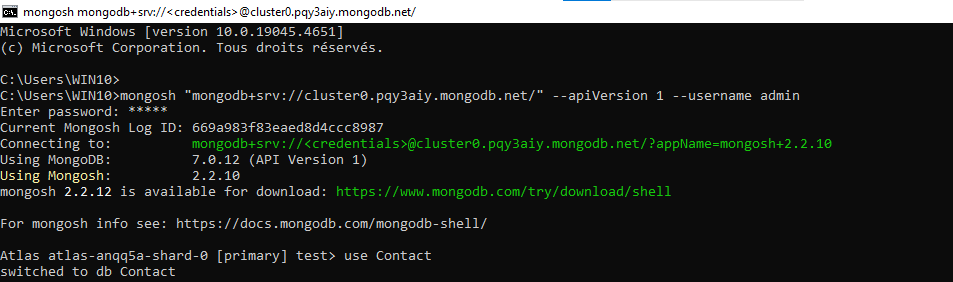 mongosh mongodb+srv://<credentials>@cluster0.pqy3aiy.mongodb.net/
Microsoft Windows [version 10.0.19045.4651]
(c) Microsoft Corporation. Tous droits réservés.
C:\Users\WIN10>
C:\Users\WIN10>mongosh "mongodb+srv://cluster0.pqy3aiy.mongodb.net/" --apiVersion 1 --username admin
Enter password: *****
Current Mongosh Log ID: 669a983f83eaed8d4ccc8987
Connecting to: mongodb+srv://<credentials>@cluster0.pqy3aiy.mongodb.net/?appName=mongosh+2.2.10
Using MongoDB: 7.0.12 (API Version 1)
Using Mongosh: 2.2.10
mongosh 2.2.12 is available for download: https://www.mongodb.com/try/download/shell
For mongosh info see: https://docs.mongodb.com/mongodb-shell/
Atlas atlas-anqq5a-shard-0 [primary] test> use Contact
switched to db Contact